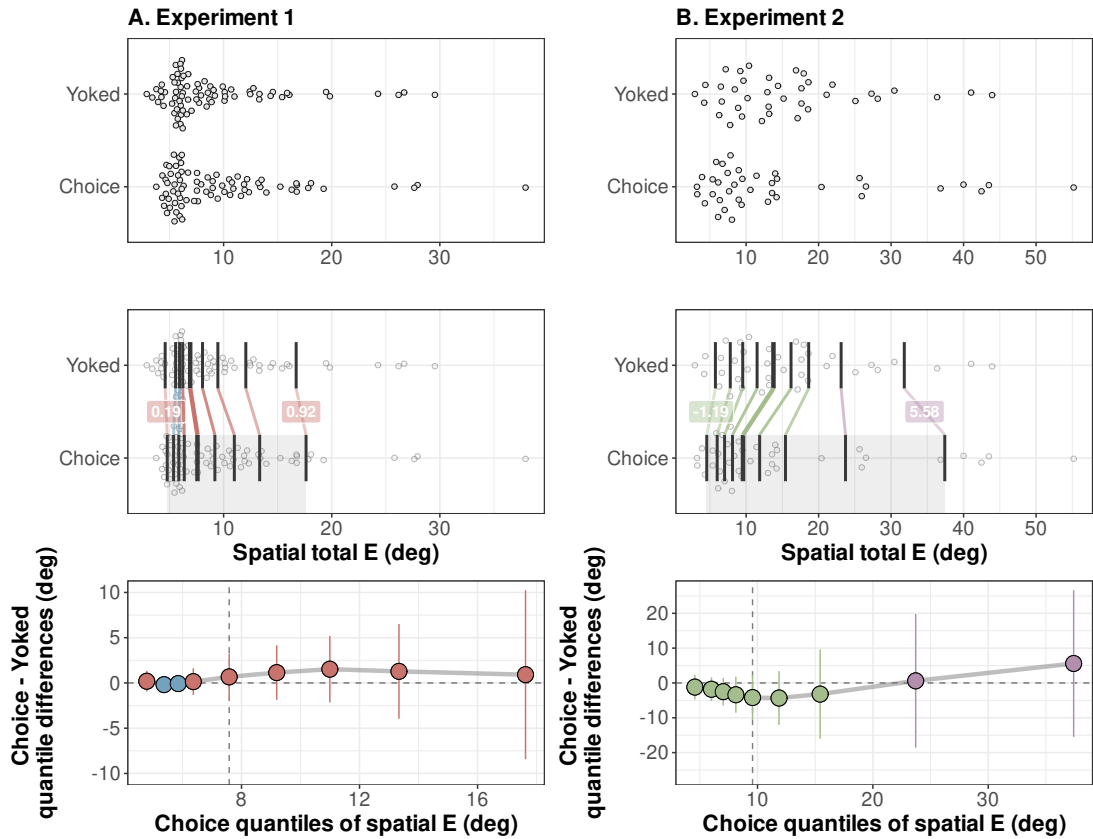 A. Experiment 1
Yoked
Choice
10
20
30
Yoked
0.19
0.92
Choice
10
20
30
Spatial total E (deg)
Choice - Yoked
quantile differences (deg)
10
5
0
-5
-10
8
12
16
Choice quantiles of spatial E (deg)
B. Experiment 2
Yoked
Choice
10
20
30
40
50
Yoked
-1.19
5.58
Choice
10
20
30
40
50
Spatial total E (deg)
Choice - Yoked
quantile differences (deg)
20
10
0
-10
-20
10
20
30
Choice quantiles of spatial E (deg)